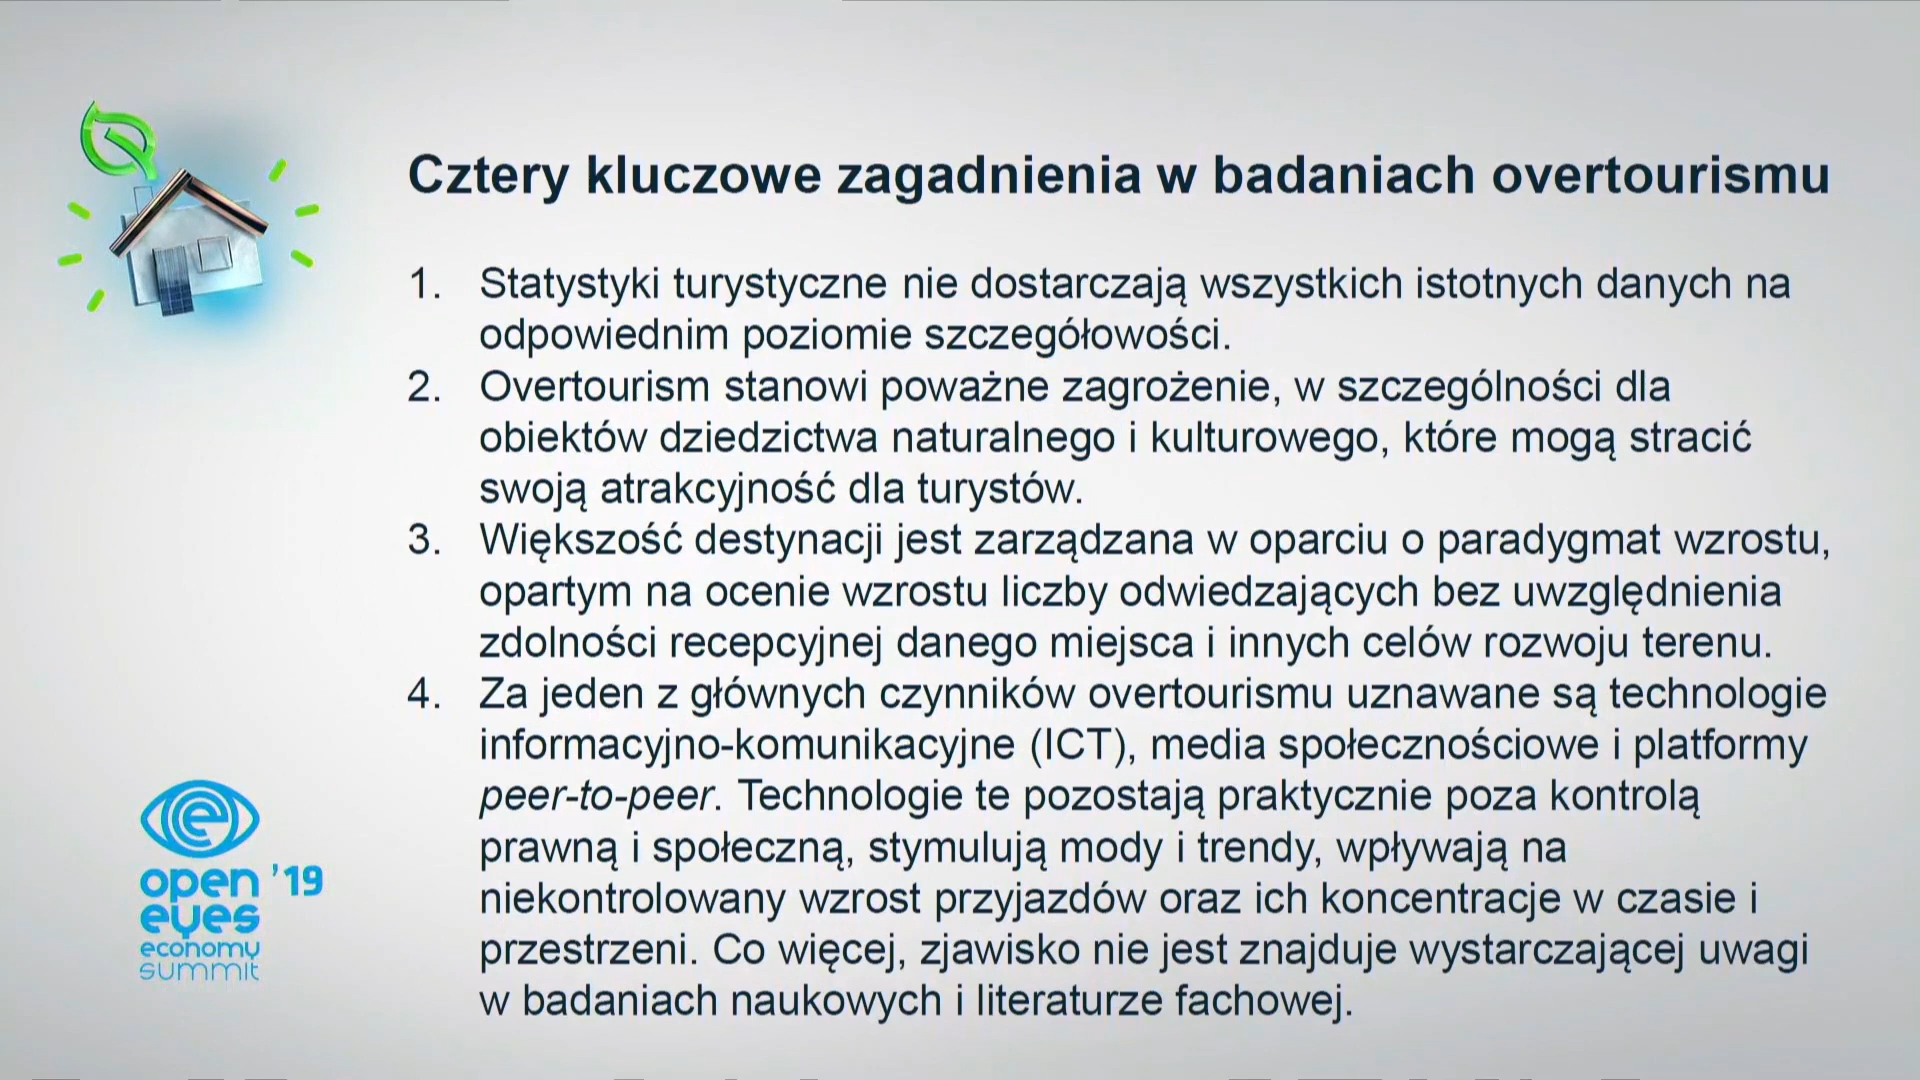 Cztery kluczowe zagadnienia w badaniach overtourismu
1. Statystyki turystyczne nie dostarczają wszystkich istotnych danych na
odpowiednim poziomie szczegółowości.
2. Overtourism stanowi poważne zagrożenie, w szczególności dla
obiektów dziedzictwa naturalnego i kulturowego, które mogą stracić
swoją atrakcyjność dla turystów.
3. Większość destynacji jest zarządzana w oparciu o paradygmat wzrostu,
opartym na ocenie wzrostu liczby odwiedzających bez uwzględnienia
zdolności recepcyjnej danego miejsca i innych celów rozwoju terenu.
4. Za jeden z głównych czynników overtourismu uznawane są technologie
informacyjno-komunikacyjne (ICT), media społecznościowe i platformy
peer-to-peer. Technologie te pozostają praktycznie poza kontrolą
prawną i społeczną, stymulują mody i trendy, wpływają na
niekontrolowany wzrost przyjazdów oraz ich koncentracje w czasie i
przestrzeni. Co więcej, zjawisko nie jest znajduje wystarczającej uwagi
w badaniach naukowych i literaturze fachowej.
open '19
eyes
economy
summit